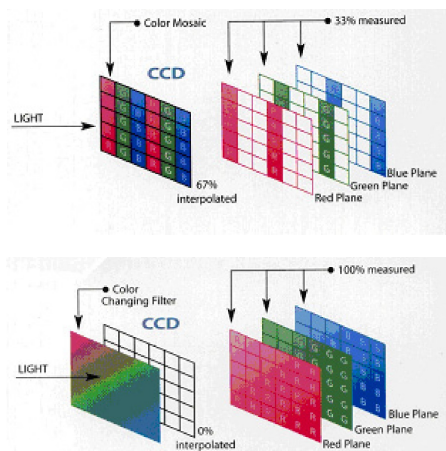 Color Mosaic
33% measured
CCD
LIGHT
67%
interpolated
Blue Plane
Green Plane
Red Plane
100% measured
Color
Changing Filter
CCD
LIGHT
0%
interpolated
Blue Plane
Green Plane
Red Plane